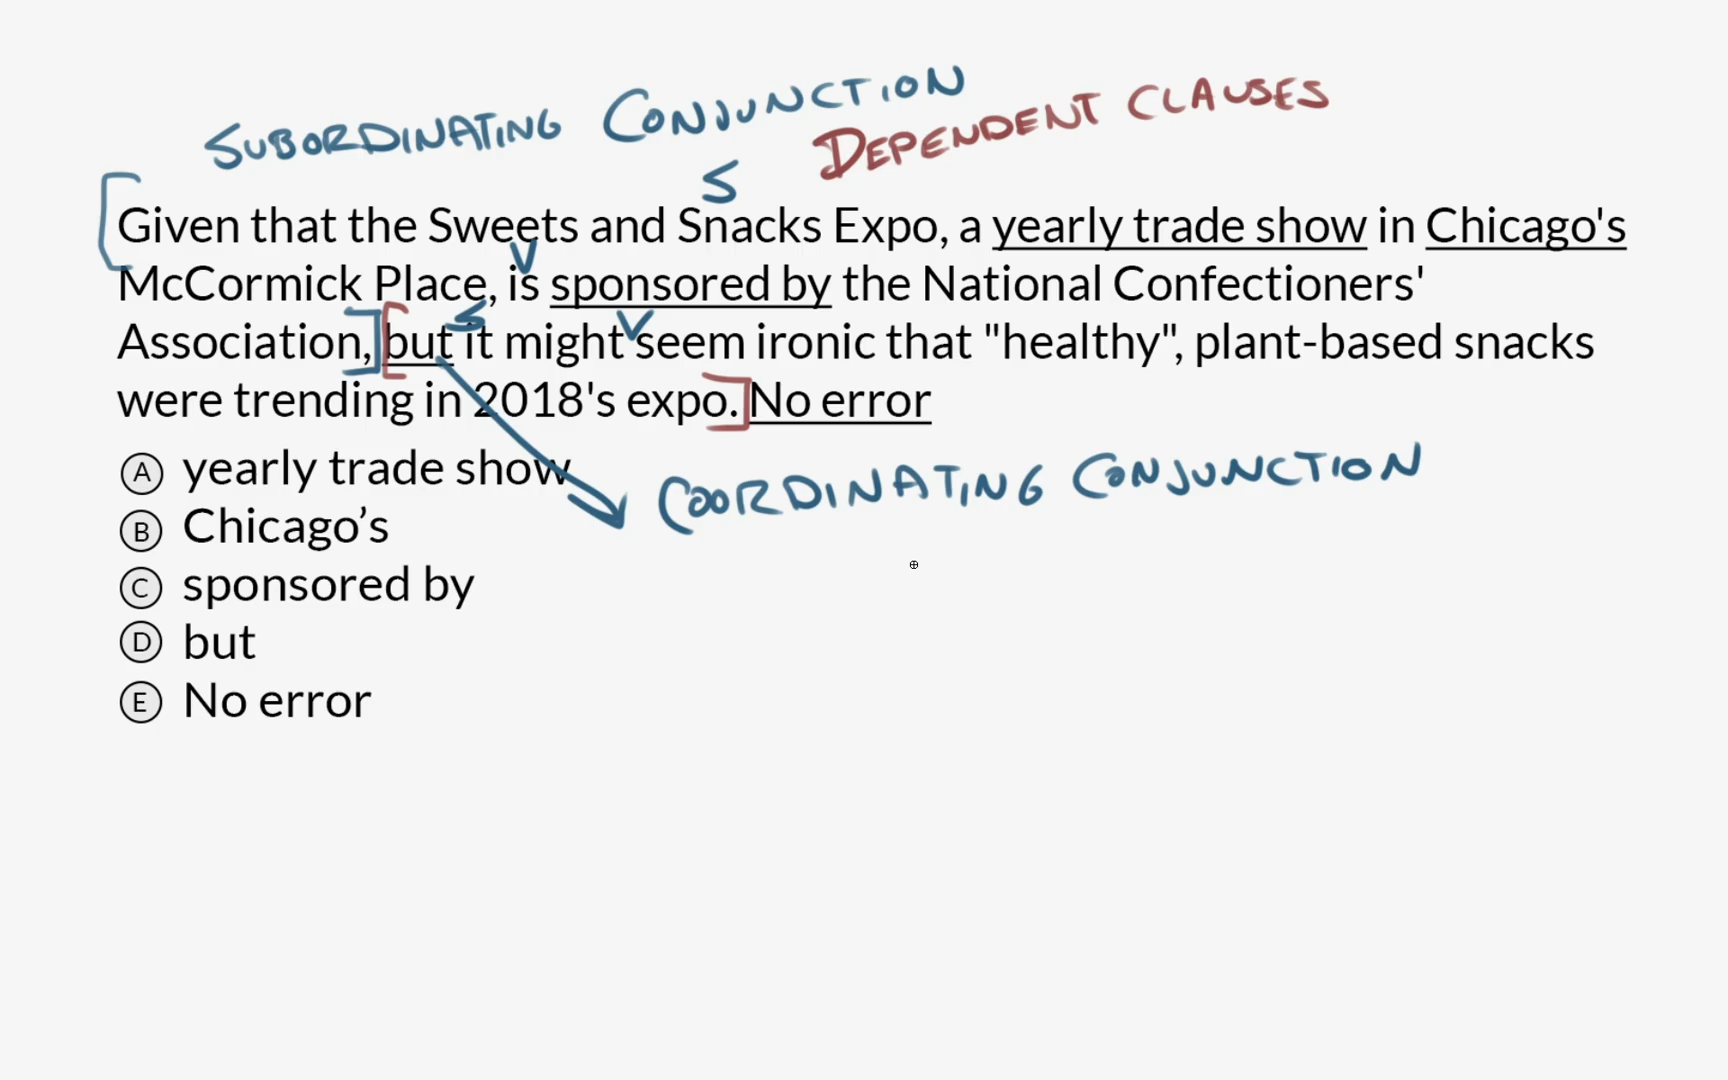 SUBORDINATING CONJUNCTION
DEPENDENT CLAUSES
S
Given that the Sweets and Snacks Expo, a yearly trade show in Chicago's
V
McCormick Place, is sponsored by the National Confectioners'
S V
Association, but it might seem ironic that "healthy", plant-based snacks
were trending in 2018's expo. No error
A yearly trade show
COORDINATING CONJUNCTION
B Chicago’s
C sponsored by
D but
E No error